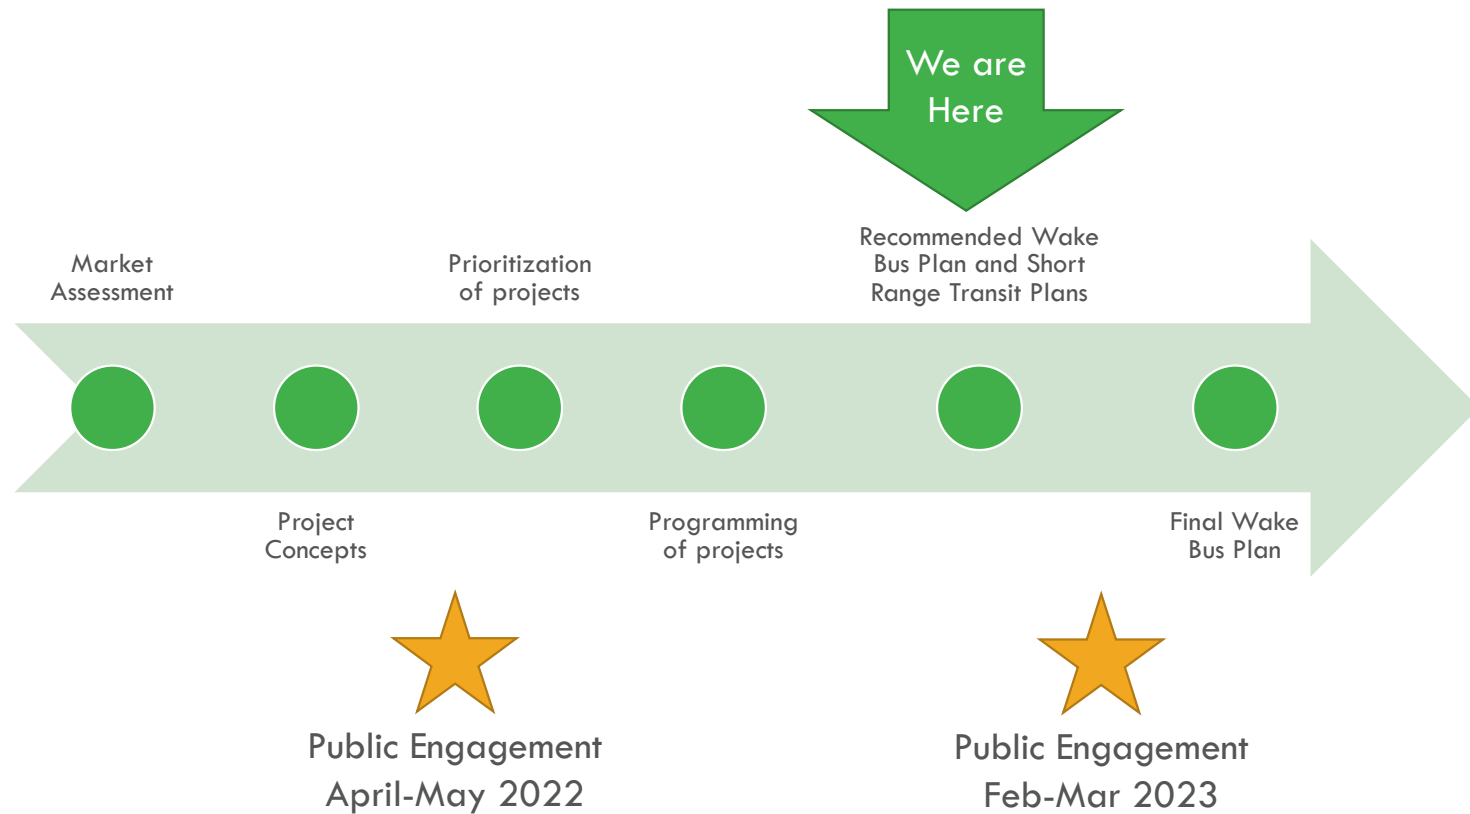 We are
Here
Market
Assessment
Prioritization
of projects
Recommended Wake
Bus Plan and Short
Range Transit Plans
Project
Concepts
Programming
of projects
Final Wake
Bus Plan
Public Engagement
April-May 2022
Public Engagement
Feb-Mar 2023